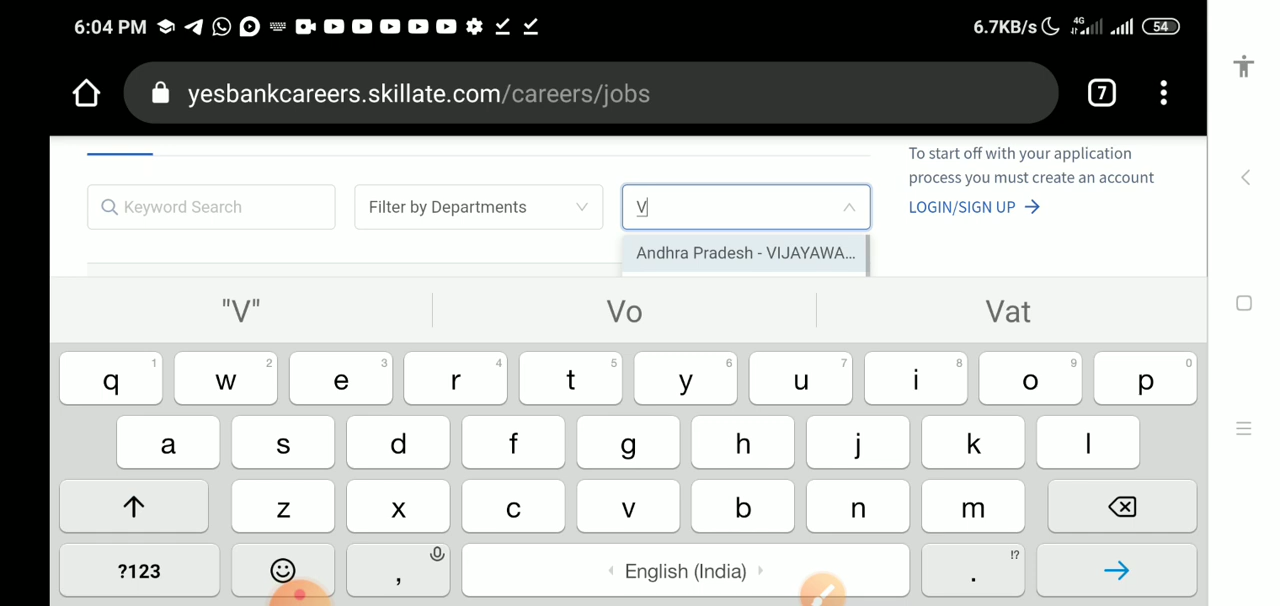 6:04 PM
6.7KB/s 4G 54
yesbankcareers.skillate.com/careers/jobs
7
To start off with your application
process you must create an account
LOGIN/SIGN UP →
Keyword Search
Filter by Departments
V
Andhra Pradesh - VIJAYAWA...
"V" Vo Vat
q 1 w 2 e 3 r 4 t 5 y 6 u 7 i 8 o 9 p 0
a s d f g h j k l
z x c v b n m
?123 , English (India) . !?